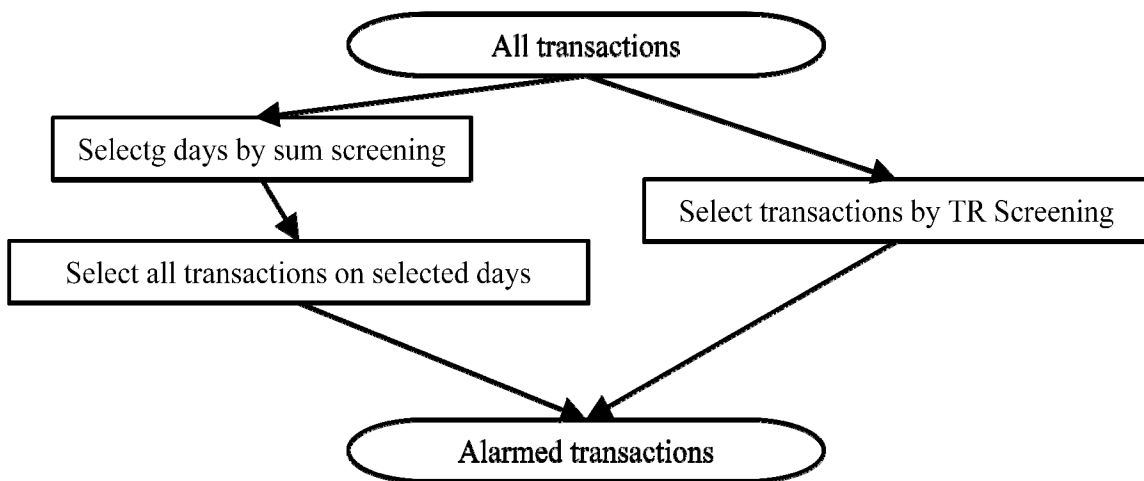 All transactions
Selectg days by sum screening
Select transactions by TR Screening
Select all transactions on selected days
Alarmed transactions